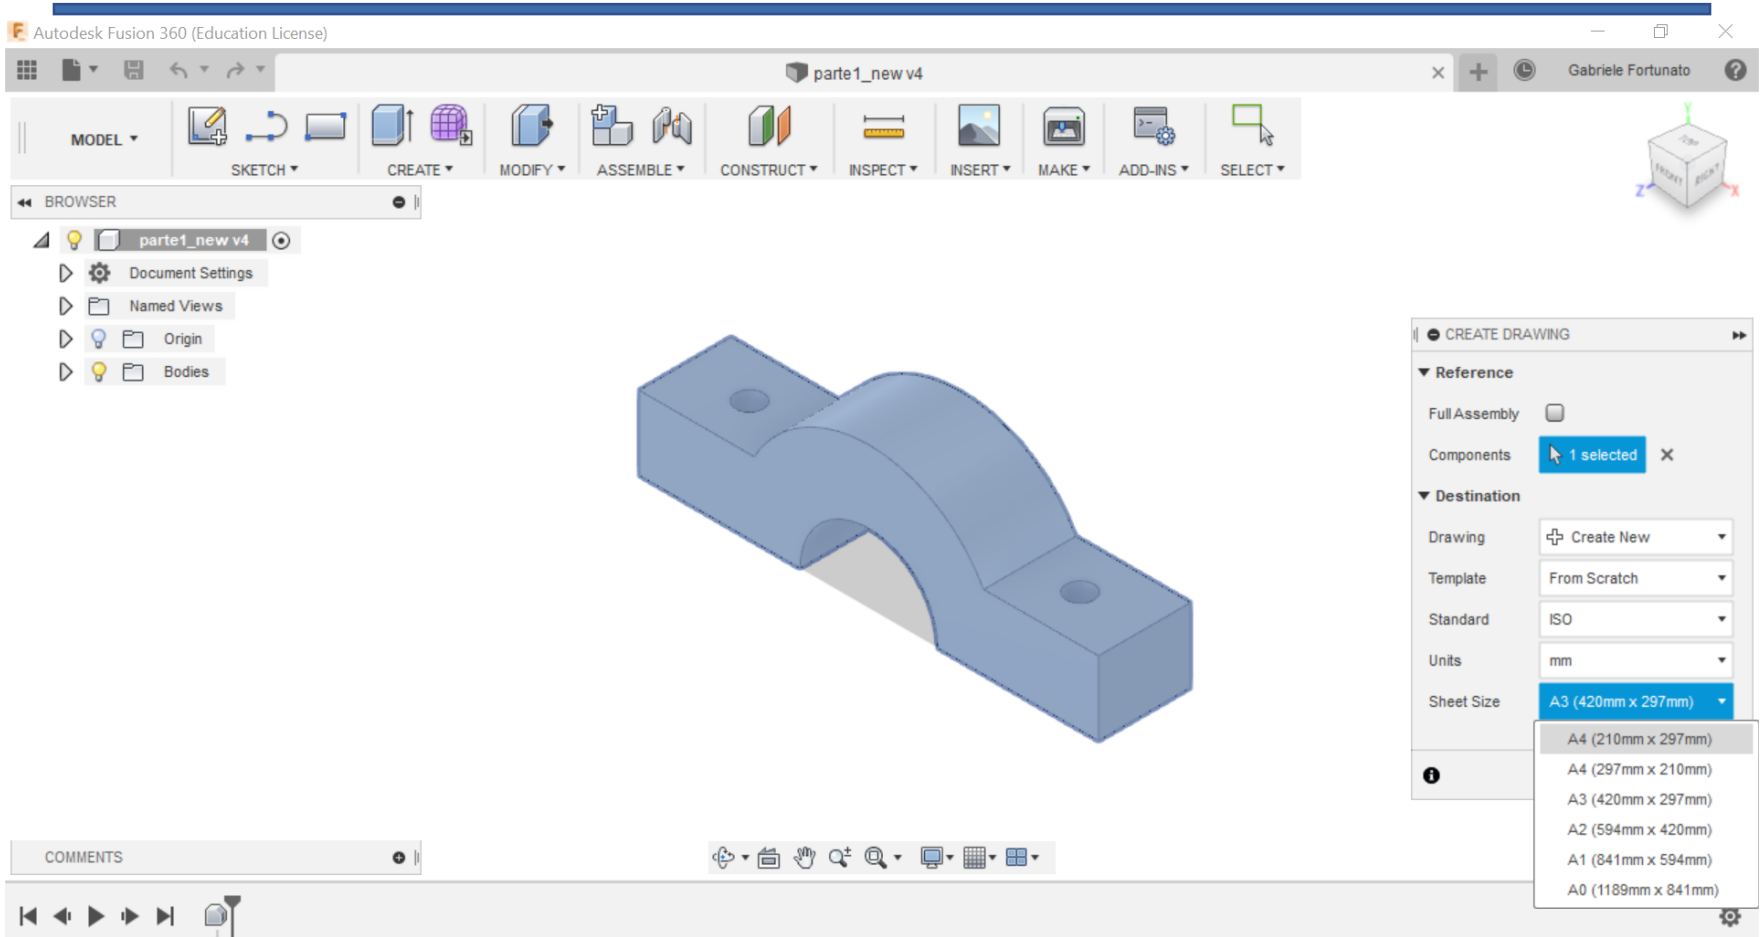 Autodesk Fusion 360 (Education License)
parte1_new v4
Gabriele Fortunato
MODEL
SKETCH
CREATE
MODIFY
ASSEMBLE
CONSTRUCT
INSPECT
INSERT
MAKE
ADD-INS
SELECT
Y
TOP
FRONT
RIGHT
Z
X
BROWSER
parte1_new v4
Document Settings
Named Views
Origin
Bodies
CREATE DRAWING
Reference
Full Assembly
Components 1 selected
Destination
Drawing Create New
Template From Scratch
Standard ISO
Units mm
Sheet Size A3 (420mm x 297mm)
A4 (210mm x 297mm)
A4 (297mm x 210mm)
A3 (420mm x 297mm)
A2 (594mm x 420mm)
A1 (841mm x 594mm)
A0 (1189mm x 841mm)
COMMENTS